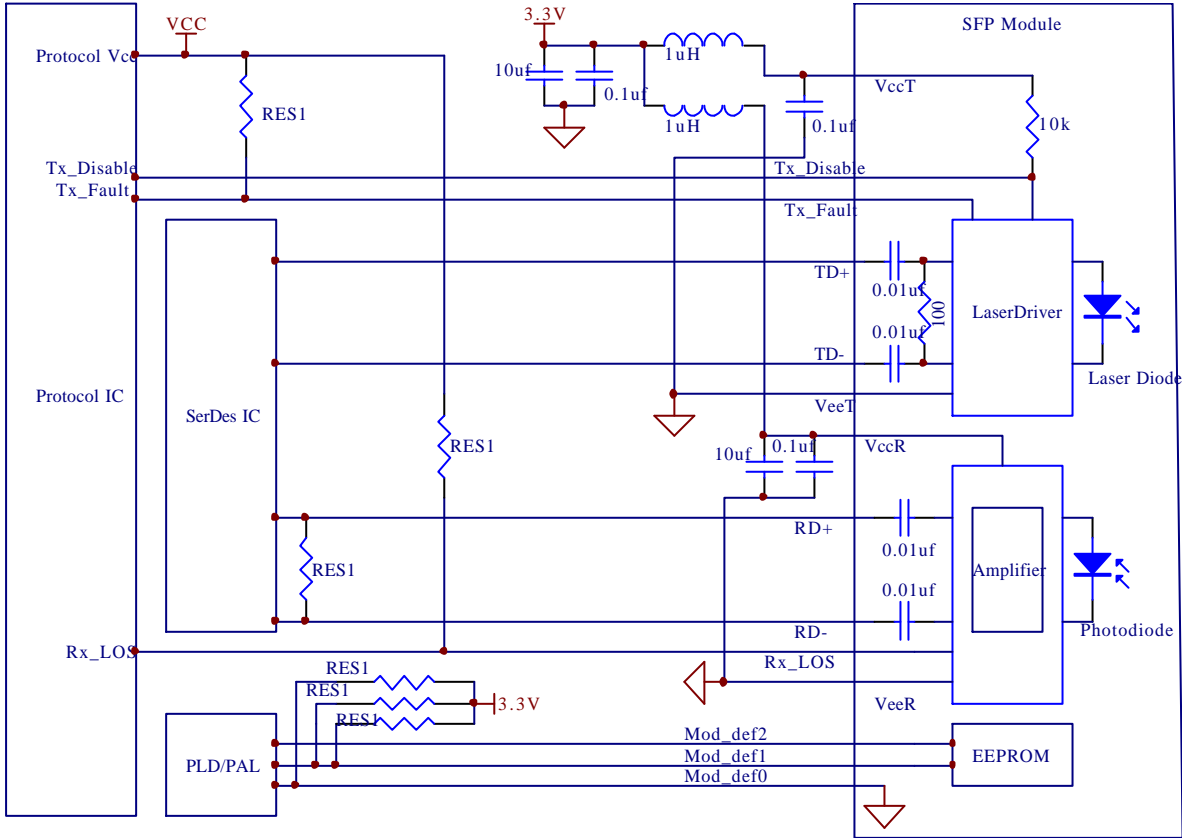 VCC
3.3V
SFP Module
Protocol Vcc
1uH
10uf
0.1uf
VccT
RES1
1uH
0.1uf
10k
Tx_Disable
Tx_Disable
Tx_Fault
Tx_Fault
TD+
0.01uf
100
LaserDriver
0.01uf
TD-
Laser Diode
Protocol IC
SerDes IC
VeeT
RES1
10uf
0.1uf
VccR
RD+
0.01uf
RES1
Amplifier
0.01uf
RD-
Photodiode
Rx_LOS
Rx_LOS
RES1
RES1
3.3V
VeeR
RES1
Mod_def2
PLD/PAL
Mod_def1
EEPROM
Mod_def0